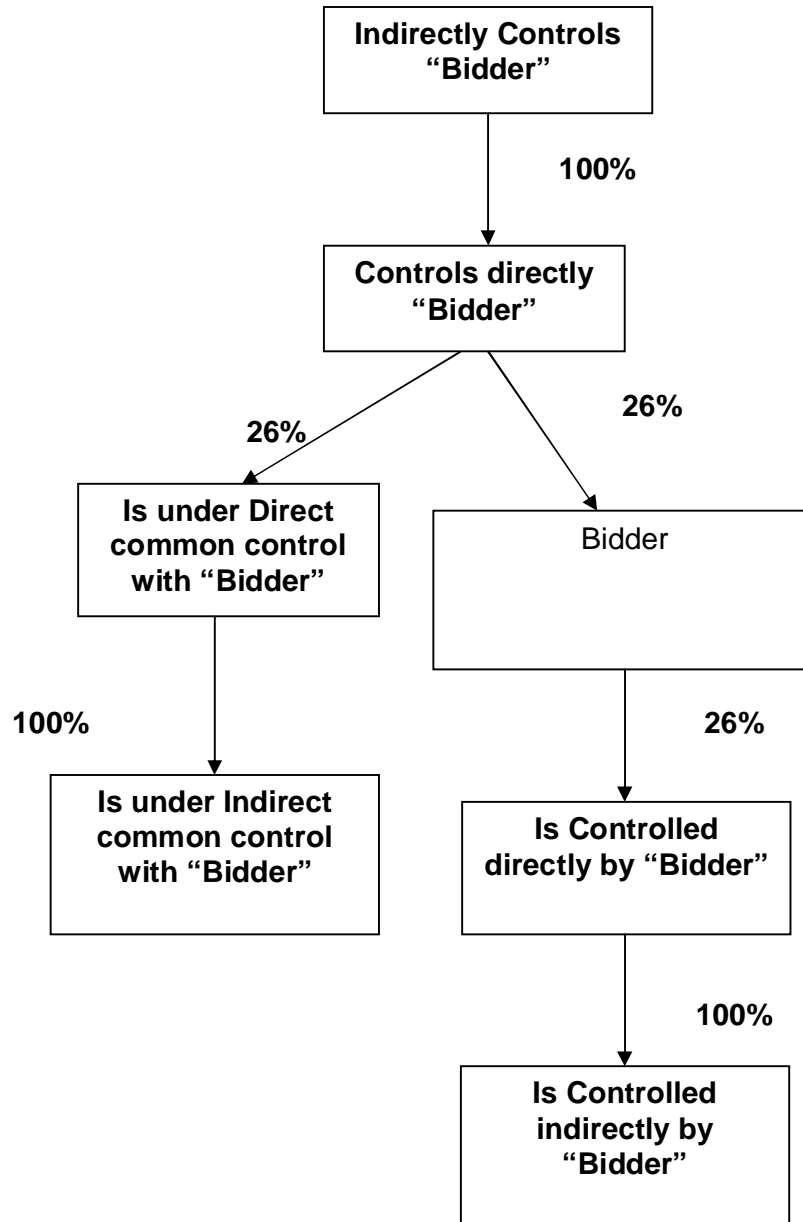 Indirectly Controls
“Bidder”
100%
Controls directly
“Bidder”
26%
26%
Is under Direct
common control
with “Bidder”
Bidder
100%
26%
Is under Indirect
common control
with “Bidder”
Is Controlled
directly by “Bidder”
100%
Is Controlled
indirectly by
“Bidder”